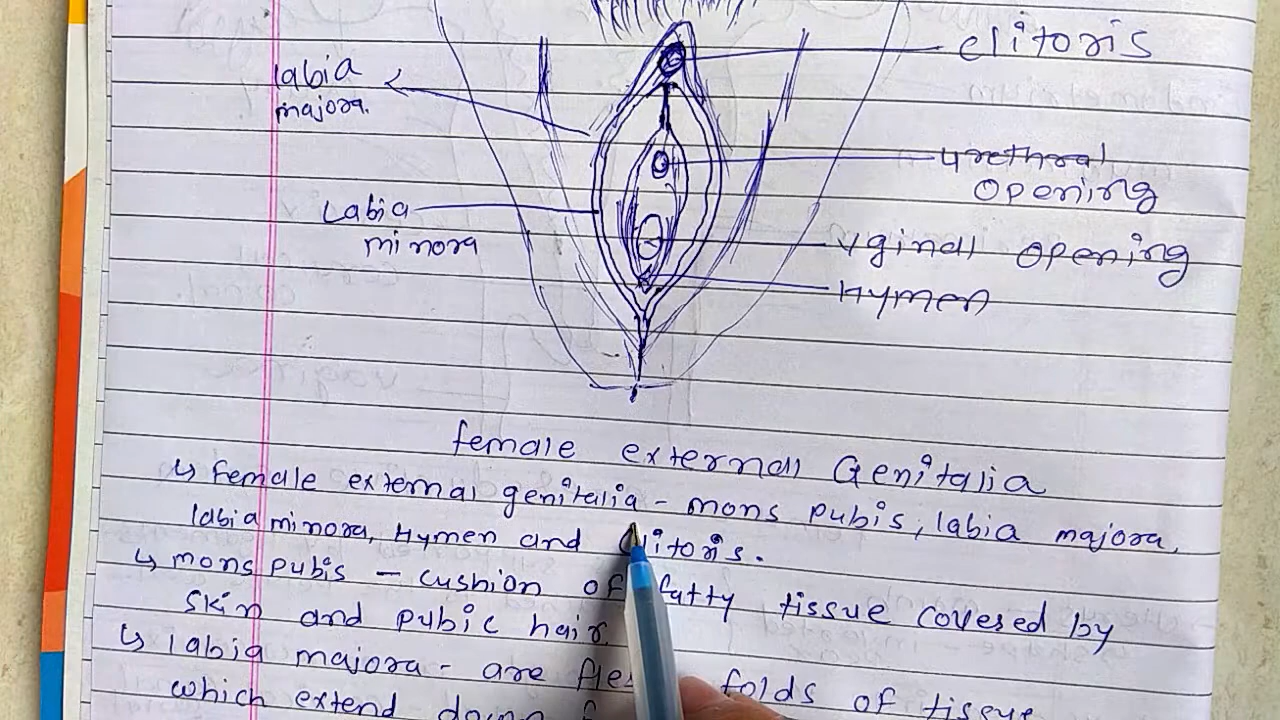 clitoris
labia
majora.
urethral
opening
Labia
minora
vginal opening
Hymen
female external Genitalia
↳ Female external genitalia - mons pubis, labia majora,
labia minora, Hymen and clitoris.
↳ mons pubis - cushion of fatty tissue covered by
skin and pubic hair
↳ labia majora - are folds of tissue
which extend down